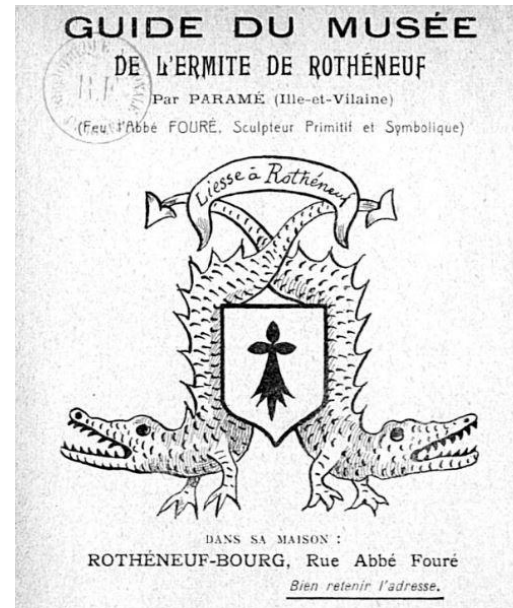 GUIDE DU MUSÉE
DE L'ERMITE DE ROTHÉNEUF
Par PARAMÉ (Ille-et-Vilaine)
(Feu l'Abbé FOURÉ, Sculpteur Primitif et Symbolique)
Liesse à Rothéneuf
DANS SA MAISON :
ROTHÉNEUF-BOURG, Rue Abbé Fouré
Bien retenir l'adresse.